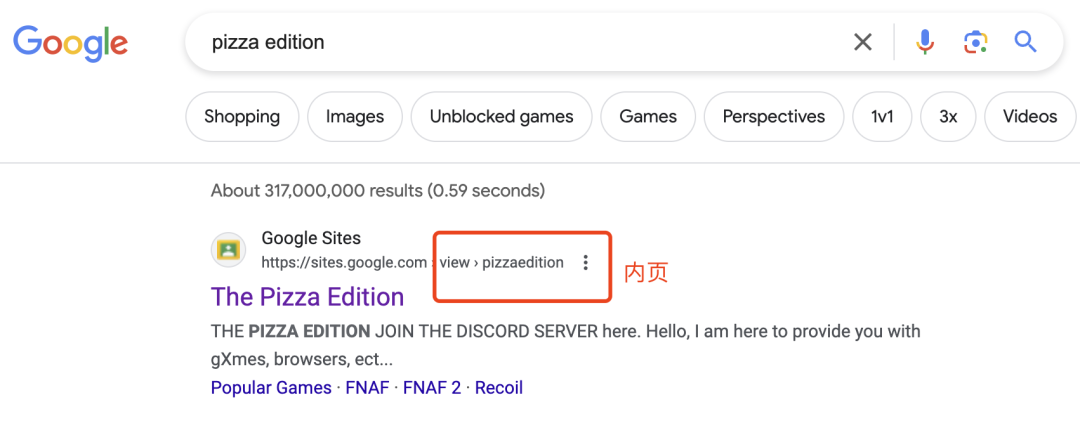 Google
pizza edition
Shopping Images Unblocked games Games Perspectives 1v1 3x Videos
About 317,000,000 results (0.59 seconds)
Google Sites
https://sites.google.com › view › pizzaedition
内页
The Pizza Edition
THE PIZZA EDITION JOIN THE DISCORD SERVER here. Hello, I am here to provide you with
gXmes, browsers, ect...
Popular Games · FNAF · FNAF 2 · Recoil